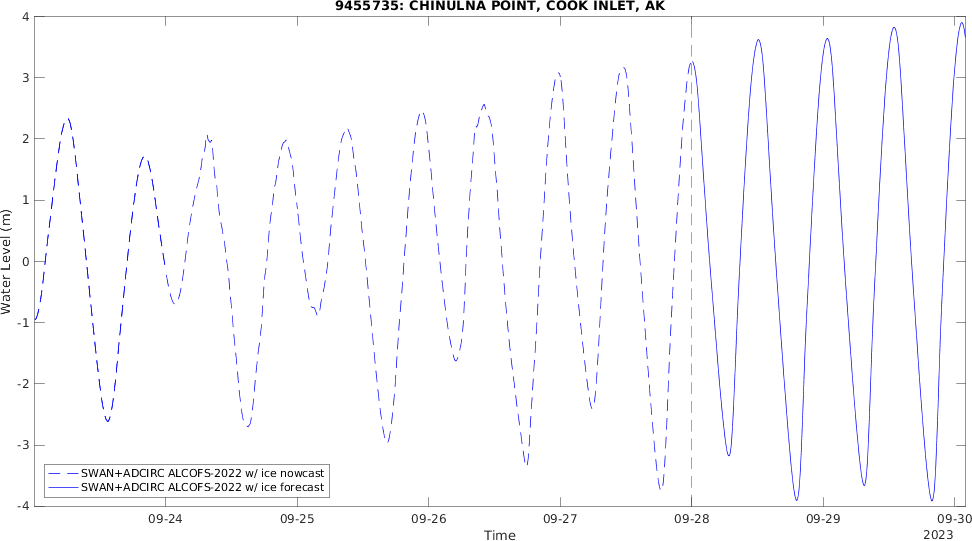 9455735: CHINULNA POINT, COOK INLET, AK
4
3
2
1
0
-1
-2
-3
-4
Water Level (m)
SWAN+ADCIRC ALCOFS-2022 w/ ice nowcast
SWAN+ADCIRC ALCOFS-2022 w/ ice forecast
09-24 09-25 09-26 09-27 09-28 09-29 09-30
Time
2023